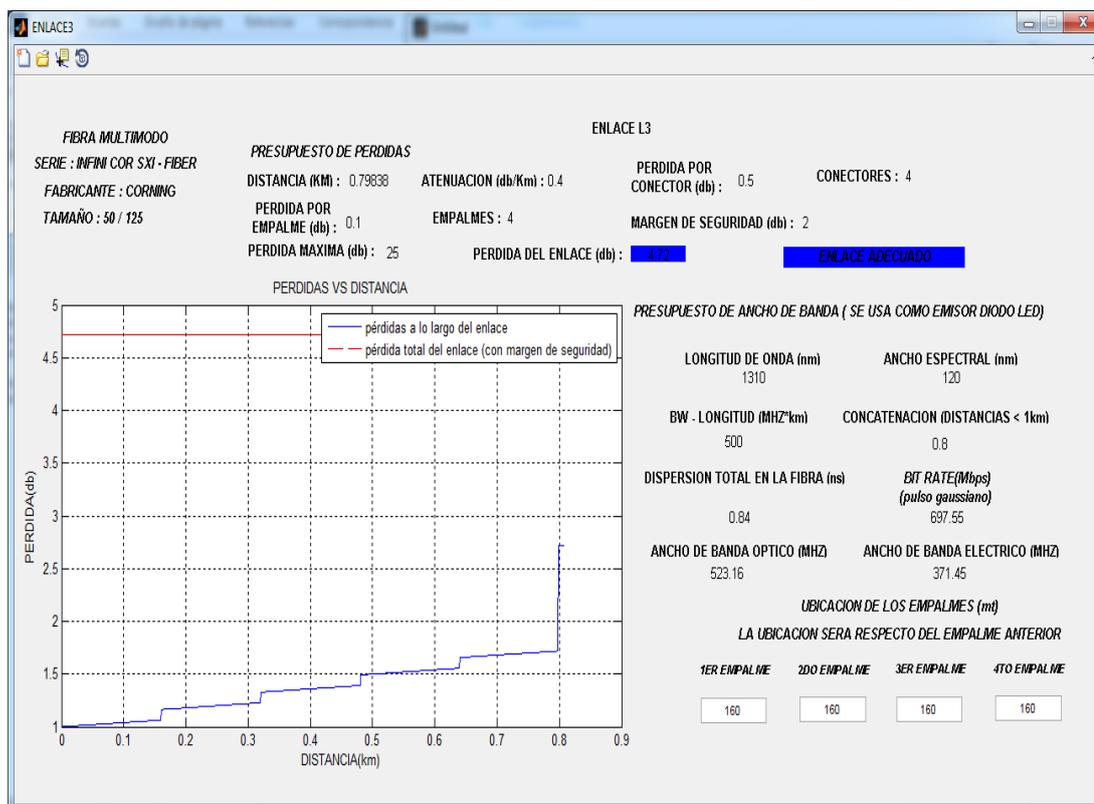 ENLACE3
ENLACE L3
FIBRA MULTIMODO
SERIE : INFINI COR SXI - FIBER
FABRICANTE : CORNING
TAMAÑO : 50 / 125
PRESUPUESTO DE PERDIDAS
DISTANCIA (KM) : 0.79838
ATENUACION (db/Km) : 0.4
PERDIDA POR
CONECTOR (db) : 0.5
CONECTORES : 4
PERDIDA POR
EMPALME (db) : 0.1
EMPALMES : 4
MARGEN DE SEGURIDAD (db) : 2
PERDIDA MAXIMA (db) : 25
PERDIDA DEL ENLACE (db) : 4.72
ENLACE ADECUADO
PERDIDAS VS DISTANCIA
pérdidas a lo largo del enlace
pérdida total del enlace (con margen de seguridad)
5
4.5
4
3.5
3
2.5
2
1.5
1
PERDIDA(db)
0 0.1 0.2 0.3 0.4 0.5 0.6 0.7 0.8 0.9
DISTANCIA(km)
PRESUPUESTO DE ANCHO DE BANDA ( SE USA COMO EMISOR DIODO LED)
LONGITUD DE ONDA (nm)
1310
ANCHO ESPECTRAL (nm)
120
BW - LONGITUD (MHZ*km)
500
CONCATENACION (DISTANCIAS < 1km)
0.8
DISPERSION TOTAL EN LA FIBRA (ns)
0.84
BIT RATE(Mbps)
(pulso gaussiano)
697.55
ANCHO DE BANDA OPTICO (MHZ)
523.16
ANCHO DE BANDA ELECTRICO (MHZ)
371.45
UBICACION DE LOS EMPALMES (mt)
LA UBICACION SERA RESPECTO DEL EMPALME ANTERIOR
1ER EMPALME 2DO EMPALME 3ER EMPALME 4TO EMPALME
160 160 160 160